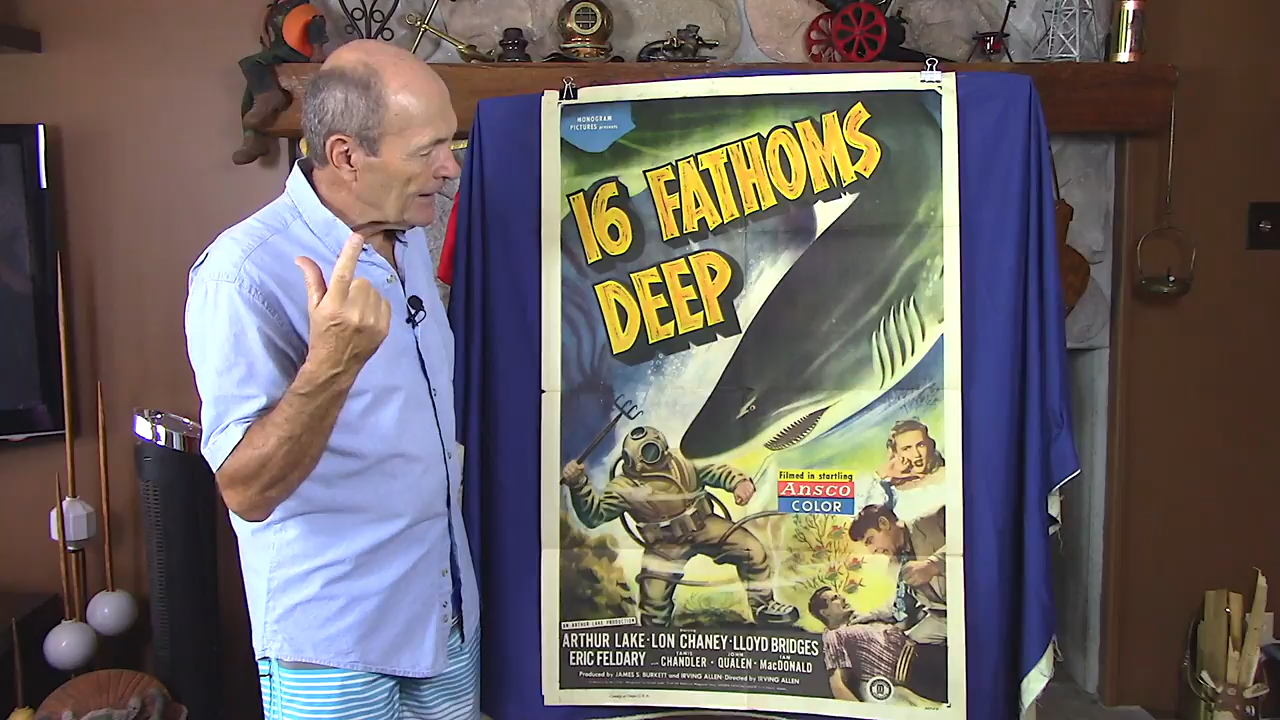 MONOGRAM
PICTURES presents
16 FATHOMS
DEEP
Filmed in startling
Ansco
COLOR
AN ARTHUR LAKE PRODUCTION
ARTHUR LAKE · LON CHANEY · LLOYD BRIDGES
ERIC FELDARY with TANIS CHANDLER · JOHN QUALEN · IAN MacDONALD
Produced by JAMES S. BURKETT and IRVING ALLEN · Directed by IRVING ALLEN